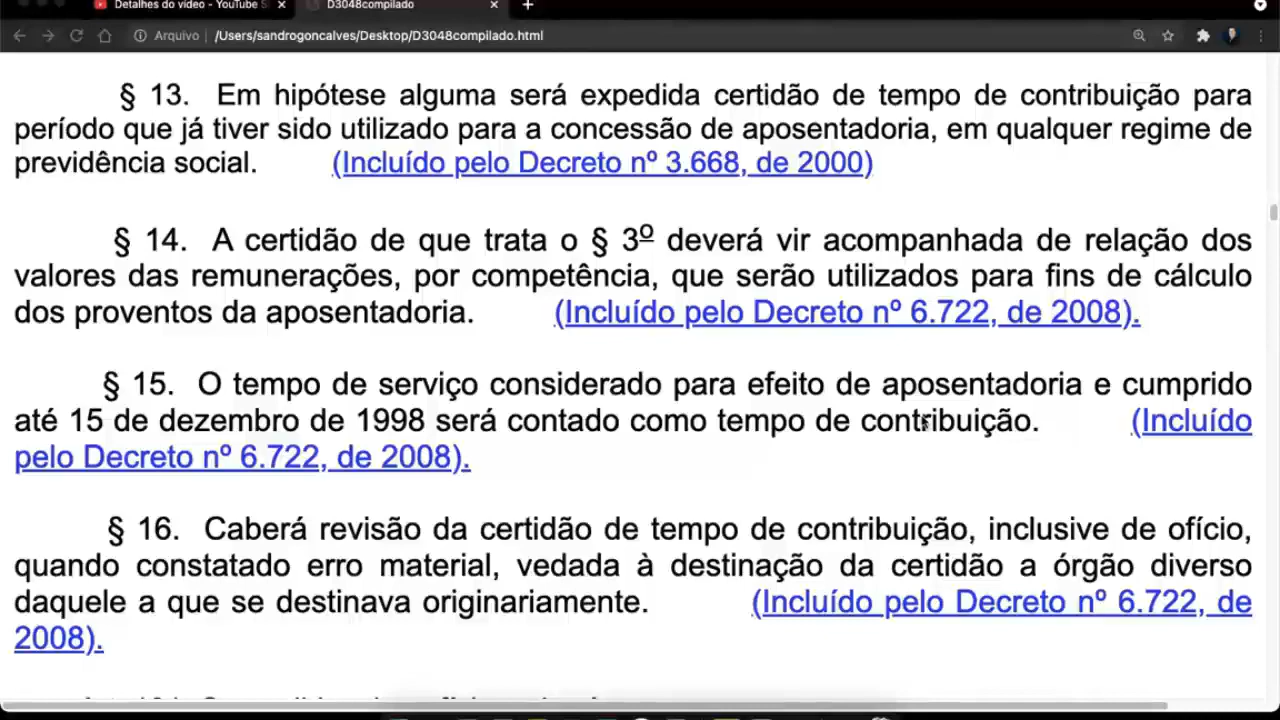 Detalhes do vídeo - YouTube S
D3048compilado
Arquivo | /Users/sandrogoncalves/Desktop/D3048compilado.html
§ 13. Em hipótese alguma será expedida certidão de tempo de contribuição para
período que já tiver sido utilizado para a concessão de aposentadoria, em qualquer regime de
previdência social. (Incluído pelo Decreto nº 3.668, de 2000)
§ 14. A certidão de que trata o § 3º deverá vir acompanhada de relação dos
valores das remunerações, por competência, que serão utilizados para fins de cálculo
dos proventos da aposentadoria. (Incluído pelo Decreto nº 6.722, de 2008).
§ 15. O tempo de serviço considerado para efeito de aposentadoria e cumprido
até 15 de dezembro de 1998 será contado como tempo de contribuição. (Incluído
pelo Decreto nº 6.722, de 2008).
§ 16. Caberá revisão da certidão de tempo de contribuição, inclusive de ofício,
quando constatado erro material, vedada à destinação da certidão a órgão diverso
daquele a que se destinava originariamente. (Incluído pelo Decreto nº 6.722, de
2008).